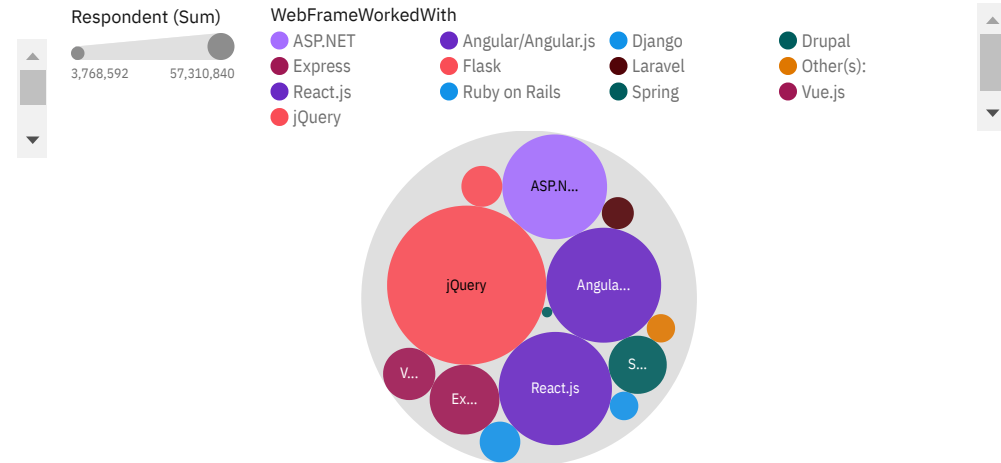 Respondent (Sum)
3,768,592 57,310,840
WebFrameWorkedWith
ASP.NET Angular/Angular.js Django Drupal
Express Flask Laravel Other(s):
React.js Ruby on Rails Spring Vue.js
jQuery
ASP.N...
jQuery Angula...
S...
V... React.js
Ex...